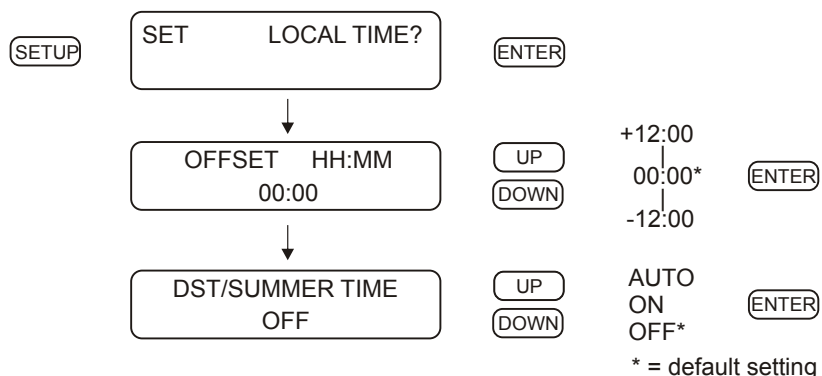 SETUP
SET LOCAL TIME?
ENTER
OFFSET HH:MM
00:00
UP
DOWN
+12:00
00:00*
-12:00
ENTER
DST/SUMMER TIME
OFF
UP
DOWN
AUTO
ON
OFF*
ENTER
* = default setting